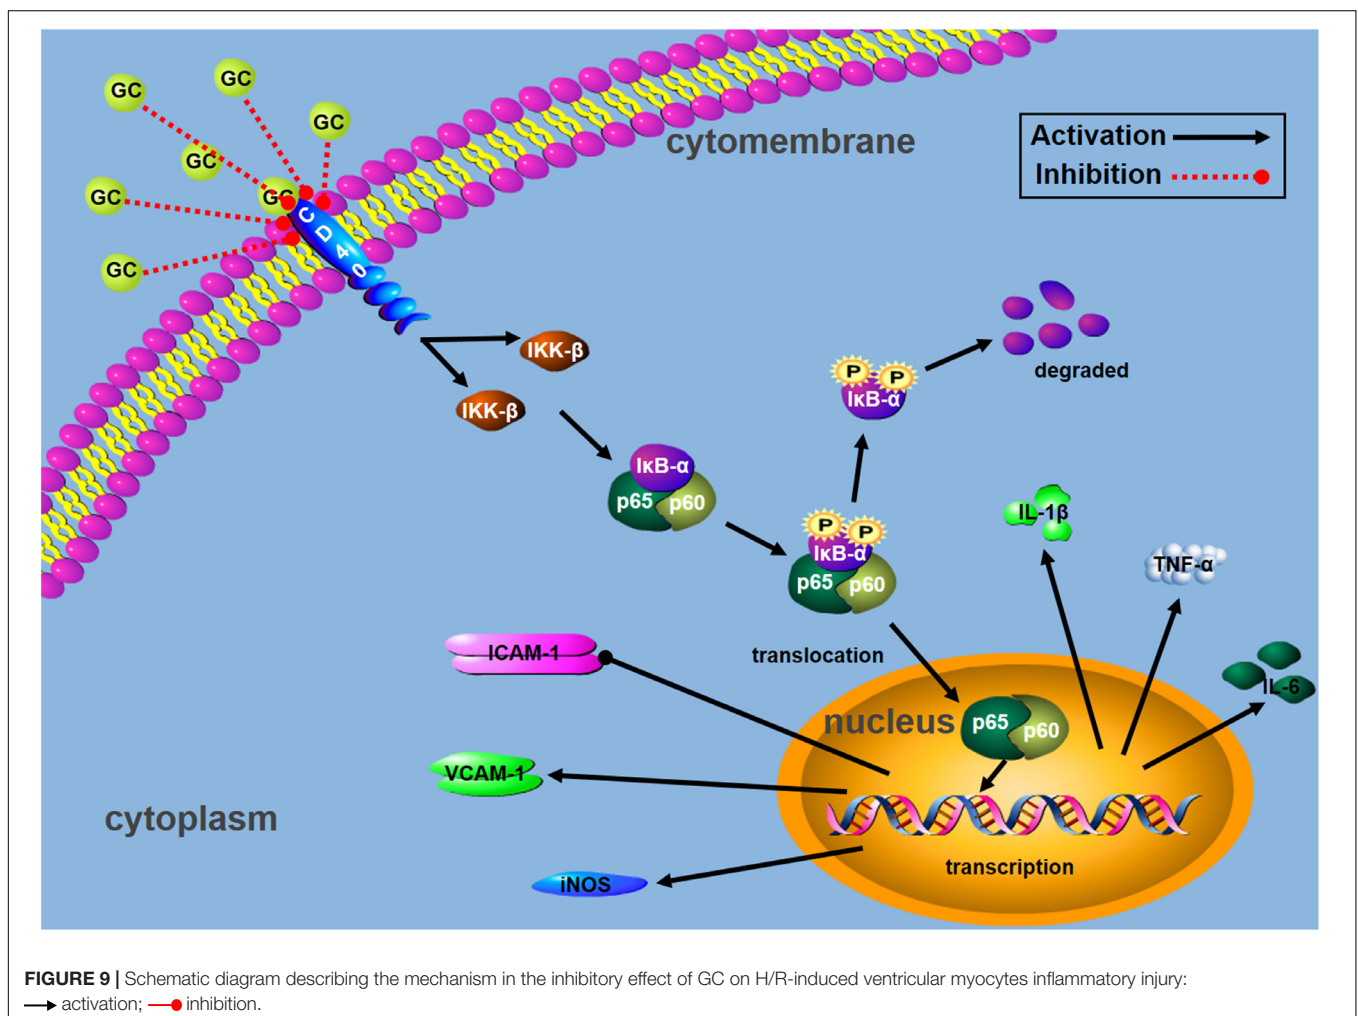 GC
GC
GC
GC
GC
GC
GC
CD40
cytomembrane
Activation
Inhibition
IKK-β
IKK-β
P P
IκB-α
degraded
IκB-α
p65 p60
P P
IκB-α
p65 p60
IL-1β
TNF-α
IL-6
ICAM-1
translocation
nucleus
p65 p60
VCAM-1
cytoplasm
transcription
iNOS
FIGURE 9 | Schematic diagram describing the mechanism in the inhibitory effect of GC on H/R-induced ventricular myocytes inflammatory injury:
activation; inhibition.